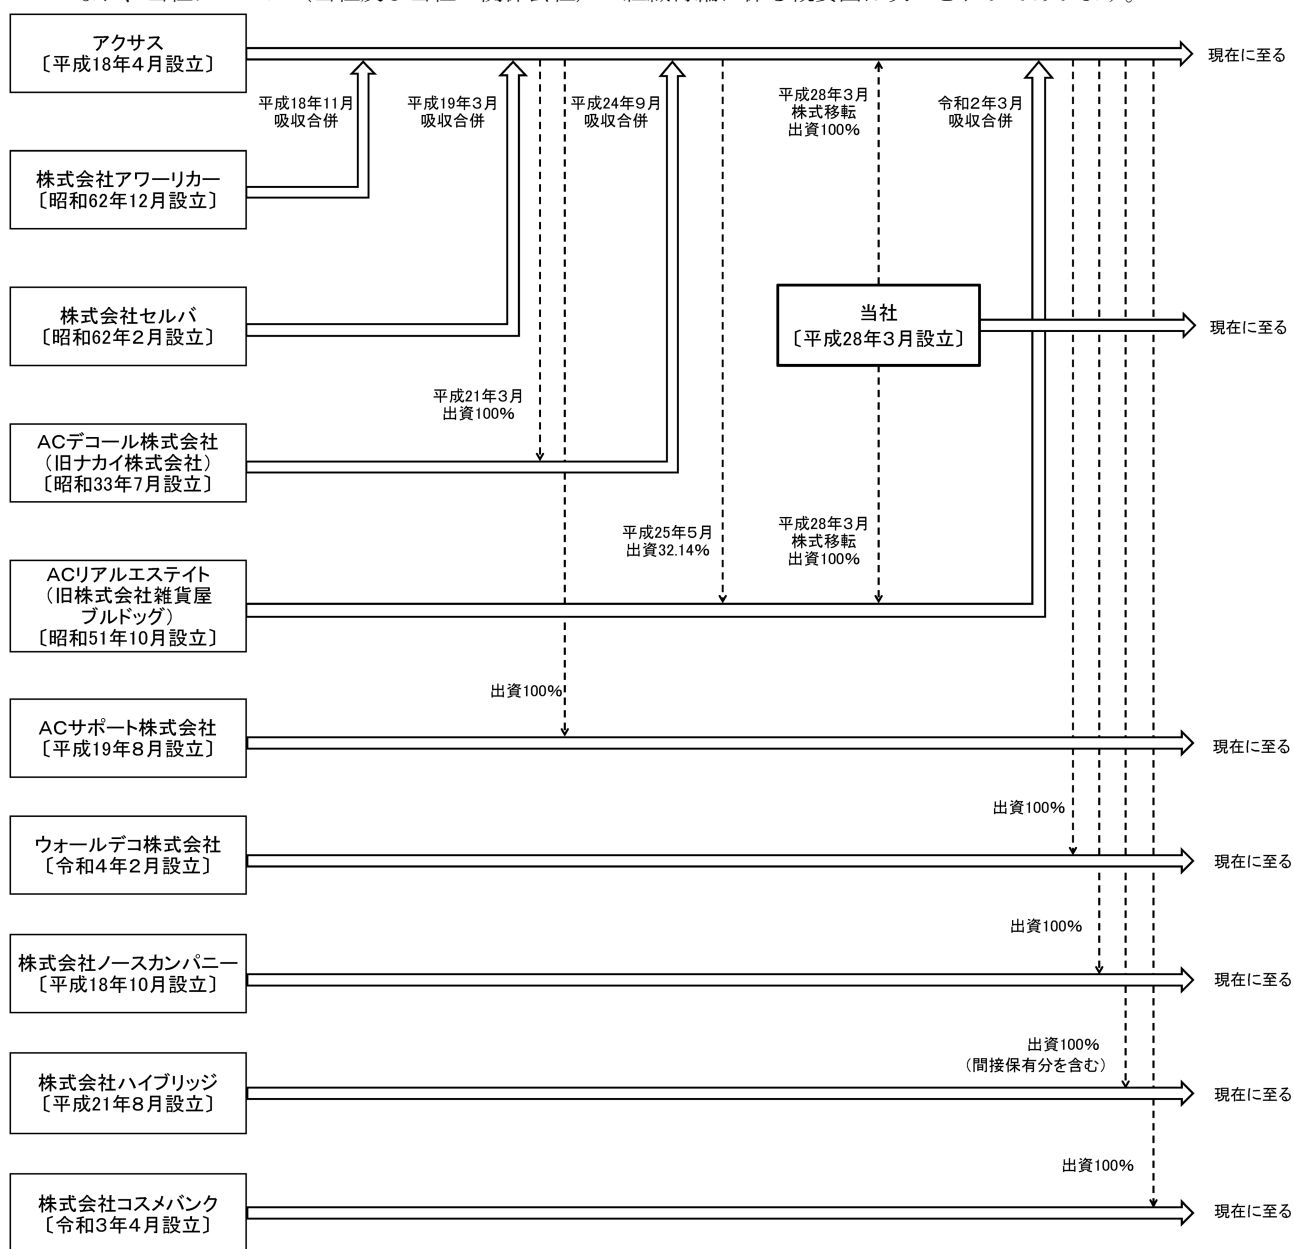 アクサス
〔平成18年4月設立〕
現在に至る
平成18年11月
吸収合併
平成19年3月
吸収合併
平成24年9月
吸収合併
平成28年3月
株式移転
出資100%
令和2年3月
吸収合併
株式会社アワーリカー
〔昭和62年12月設立〕
株式会社セルバ
〔昭和62年2月設立〕
当社
〔平成28年3月設立〕
現在に至る
平成21年3月
出資100%
ACデコール株式会社
（旧ナカイ株式会社）
〔昭和33年7月設立〕
平成25年5月
出資32.14%
平成28年3月
株式移転
出資100%
ACリアルエステイト
（旧株式会社雑貨屋
ブルドッグ）
〔昭和51年10月設立〕
出資100%
ACサポート株式会社
〔平成19年8月設立〕
現在に至る
出資100%
ウォールデコ株式会社
〔令和4年2月設立〕
現在に至る
出資100%
株式会社ノースカンパニー
〔平成18年10月設立〕
現在に至る
出資100%
（間接保有分を含む）
株式会社ハイブリッジ
〔平成21年8月設立〕
現在に至る
出資100%
株式会社コスメバンク
〔令和3年4月設立〕
現在に至る